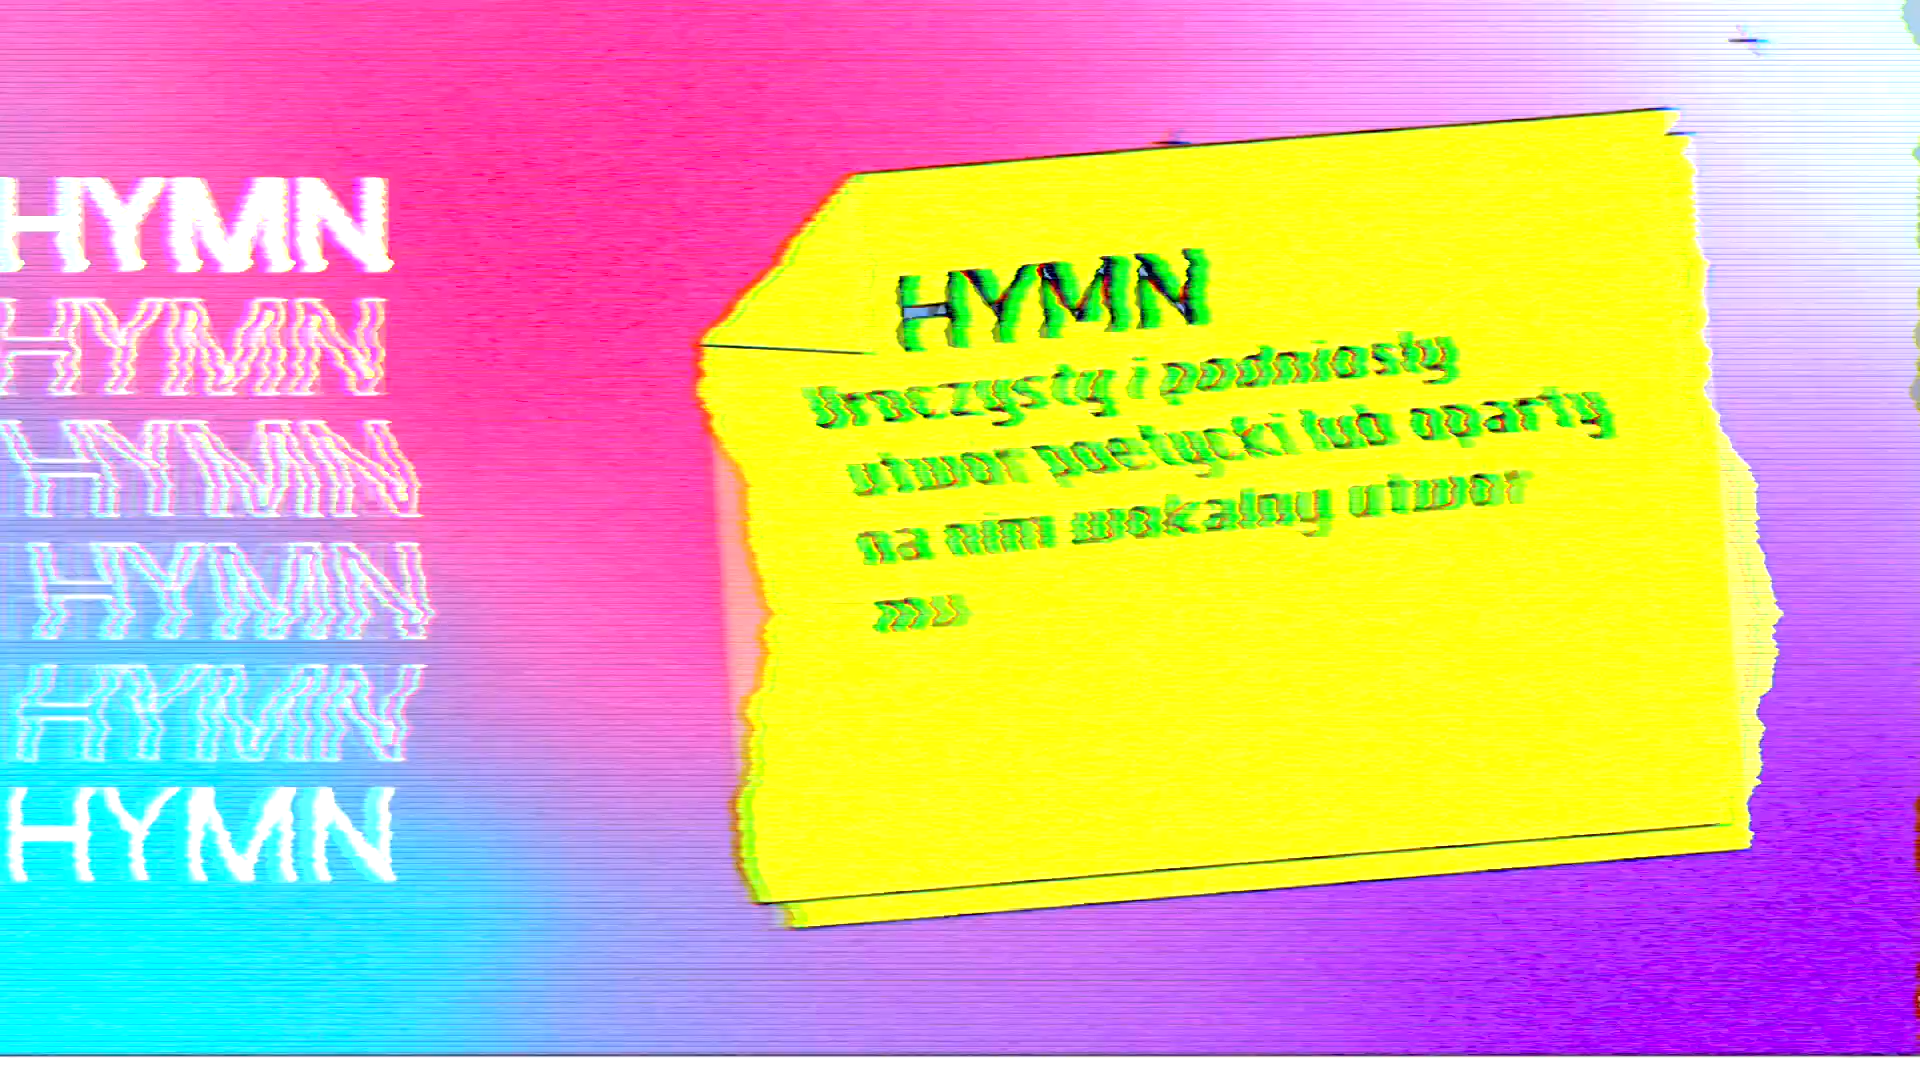 HYMN
HYMN
HYMN
HYMN
HYMN
HYMN
HYMN
Uroczysty i podniosły
utwór poetycki lub oparty
na nim wokalny utwór